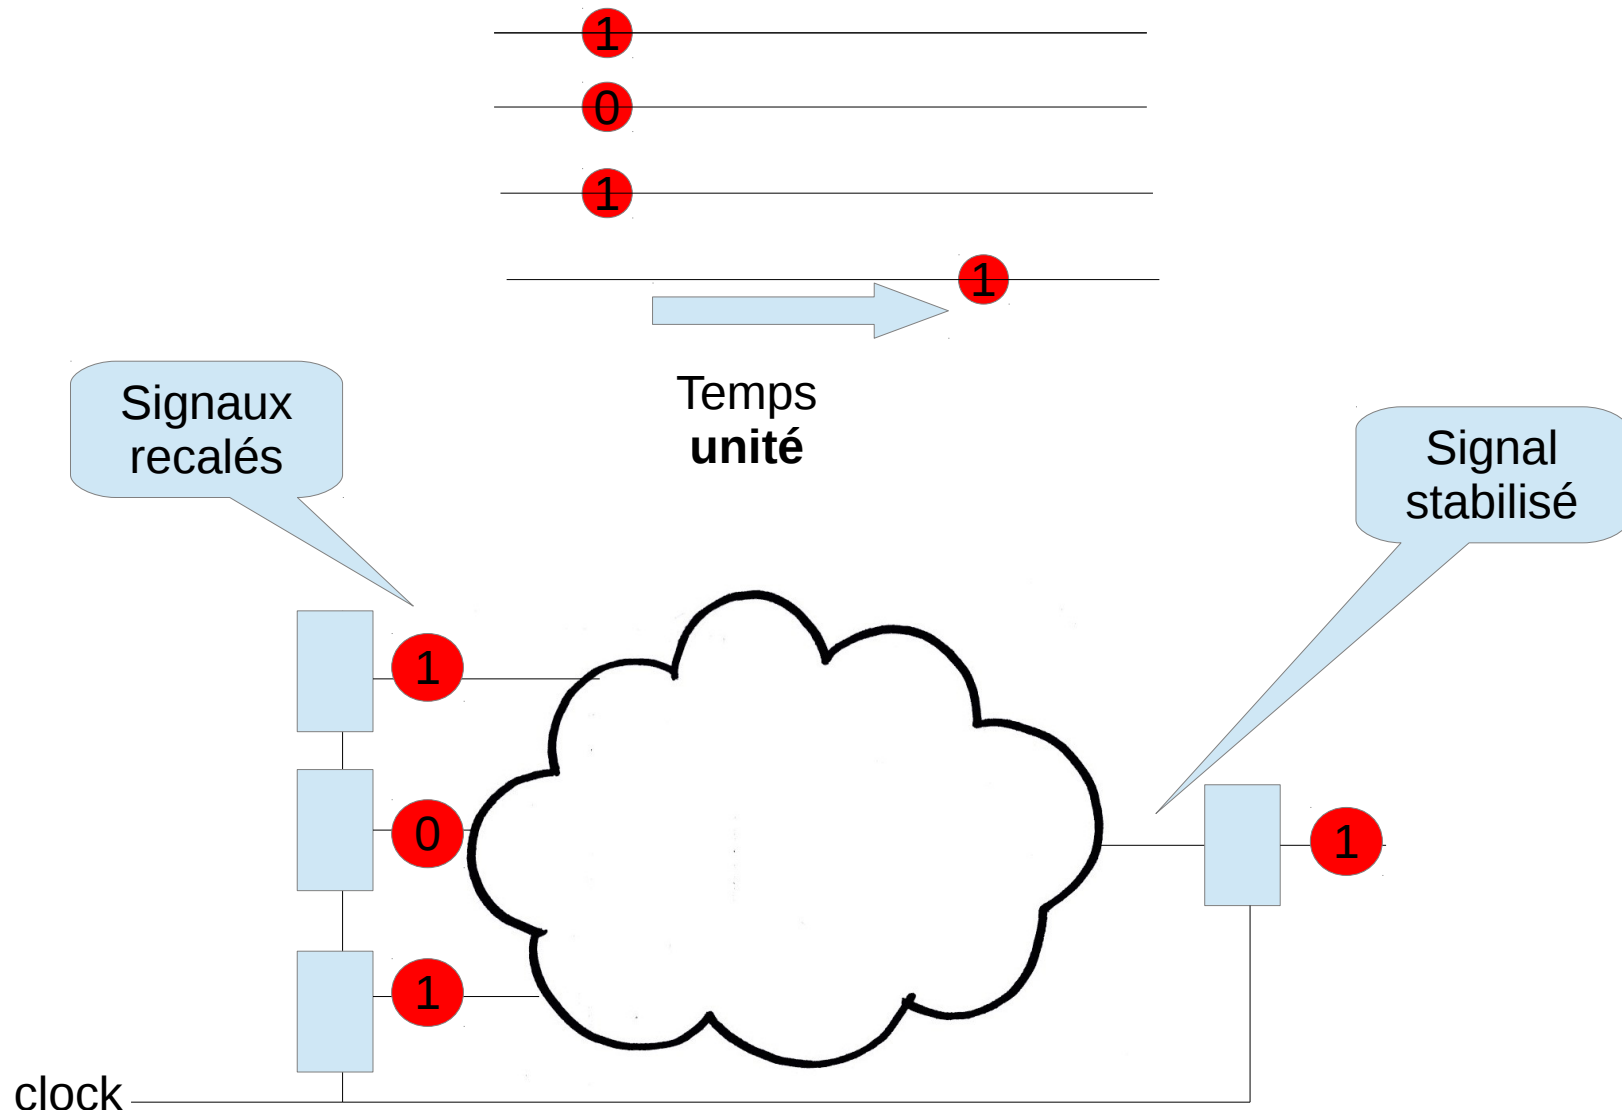 1
0
1
1
Temps
unité
Signaux
recalés
Signal
stabilisé
1
0
1
1
clock